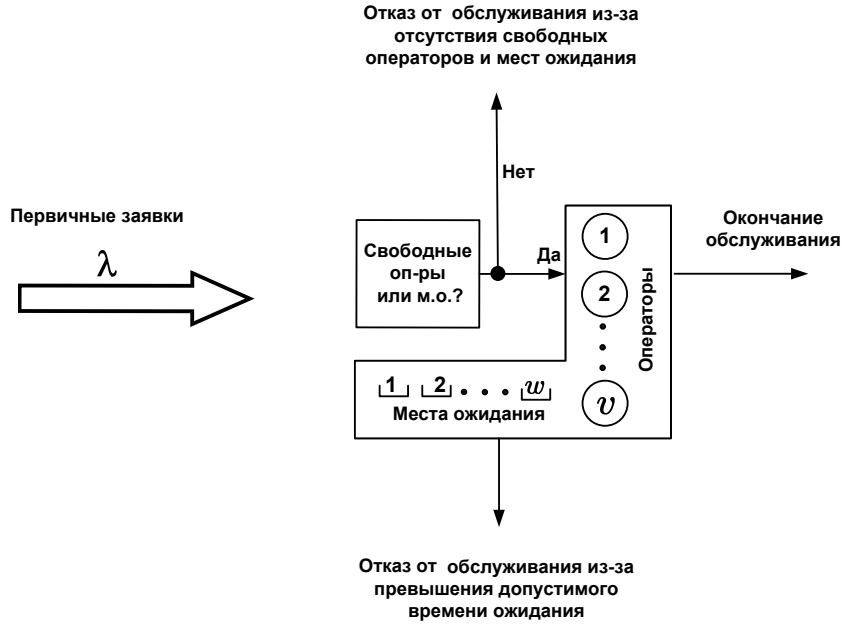 Отказ от обслуживания из-за
отсутствия свободных
операторов и мест ожидания
Нет
Первичные заявки
λ
Свободные
оп-ры
или м.о.?
Да
1
2
v
Операторы
Окончание
обслуживания
1 2 . . . w
Места ожидания
Отказ от обслуживания из-за
превышения допустимого
времени ожидания